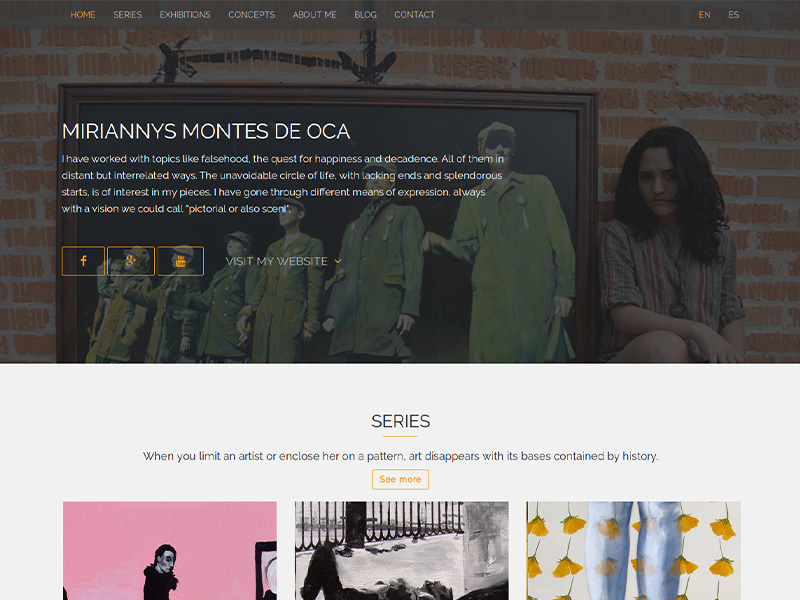 HOME SERIES EXHIBITIONS CONCEPTS ABOUT ME BLOG CONTACT EN ES
MIRIANNYS MONTES DE OCA
I have worked with topics like falsehood, the quest for happiness and decadence. All of them in
distant but interrelated ways. The unavoidable circle of life, with lacking ends and splendorous
starts, is of interest in my pieces. I have gone through different means of expression, always
with a vision we could call "pictorial or also sceni".
VISIT MY WEBSITE
SERIES
When you limit an artist or enclose her on a pattern, art disappears with its bases contained by history.
See more